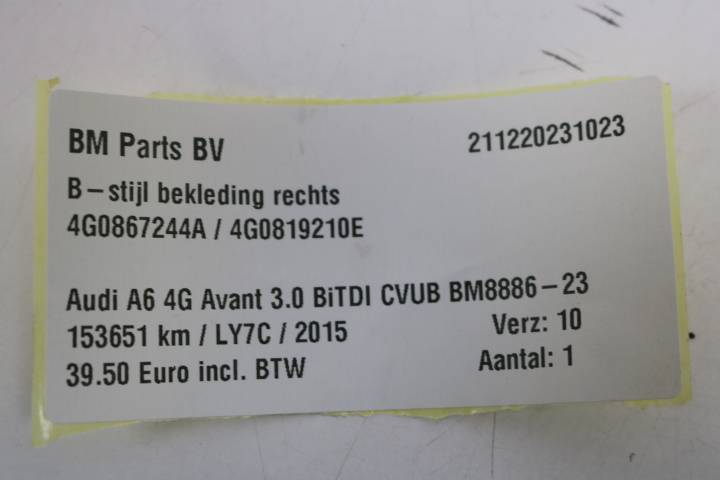 BM Parts BV 211220231023
B-stijl bekleding rechts
4G0867244A / 4G0819210E
Audi A6 4G Avant 3.0 BiTDI CVUB BM8886-23
153651 km / LY7C / 2015 Verz: 10
39.50 Euro incl. BTW Aantal: 1